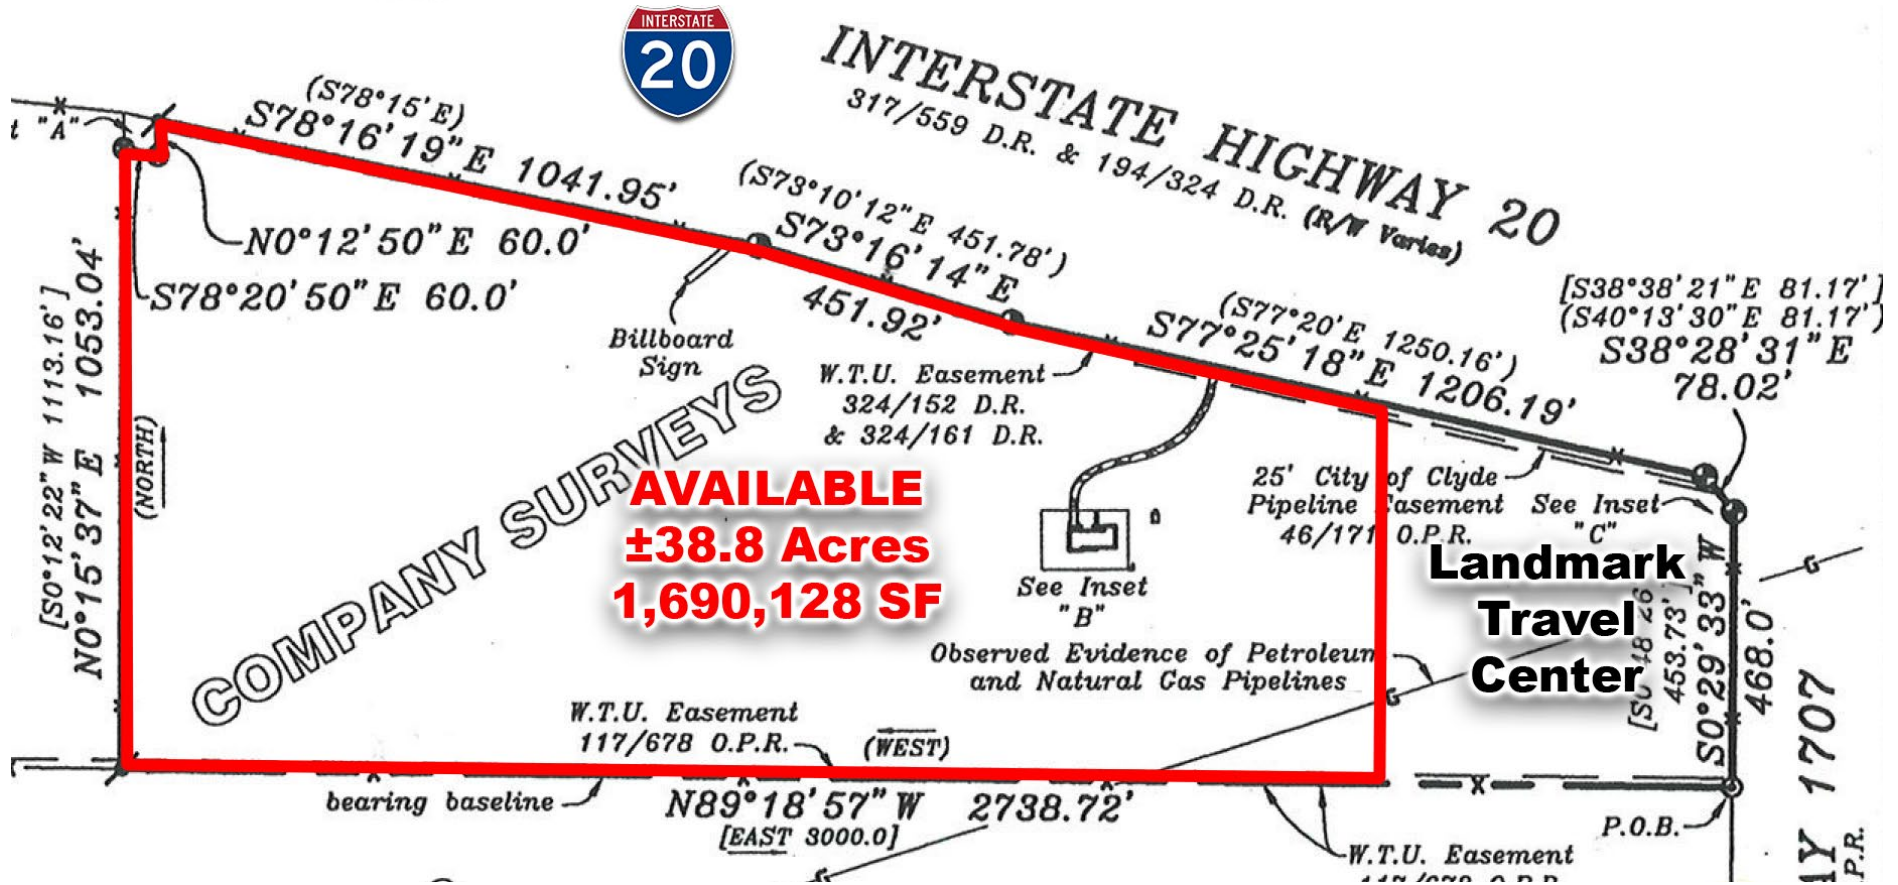 INTERSTATE
20
INTERSTATE HIGHWAY 20
317/559 D.R. & 194/324 D.R. (R/W Varies)
t "A"
(S78°15'E)
S78°16'19"E 1041.95'
(S73°10'12"E 451.78')
S73°16'14"E
451.92'
N0°12'50"E 60.0'
S78°20'50"E 60.0'
(S77°20'E 1250.16')
S77°25'18"E 1206.19'
[S38°38'21"E 81.17']
(S40°13'30"E 81.17')
S38°28'31"E
78.02'
Billboard
Sign
W.T.U. Easement
324/152 D.R.
& 324/161 D.R.
[S0°12'22"W 1113.16']
N0°15'37"E 1053.04'
(NORTH)
COMPANY SURVEYS
AVAILABLE
±38.8 Acres
1,690,128 SF
25' City of Clyde
Pipeline Easement
46/171 O.P.R.
See Inset
"C"
See Inset
"B"
Landmark
Travel
Center
Observed Evidence of Petroleum
and Natural Gas Pipelines
453.73']
S0°29'33"W
468.0'
W.T.U. Easement
117/678 O.P.R.
(WEST)
bearing baseline
N89°18'57"W 2738.72'
[EAST 3000.0]
P.O.B.
W.T.U. Easement
117/678 O.P.R.
AY 1707
P.R.
G
G
G